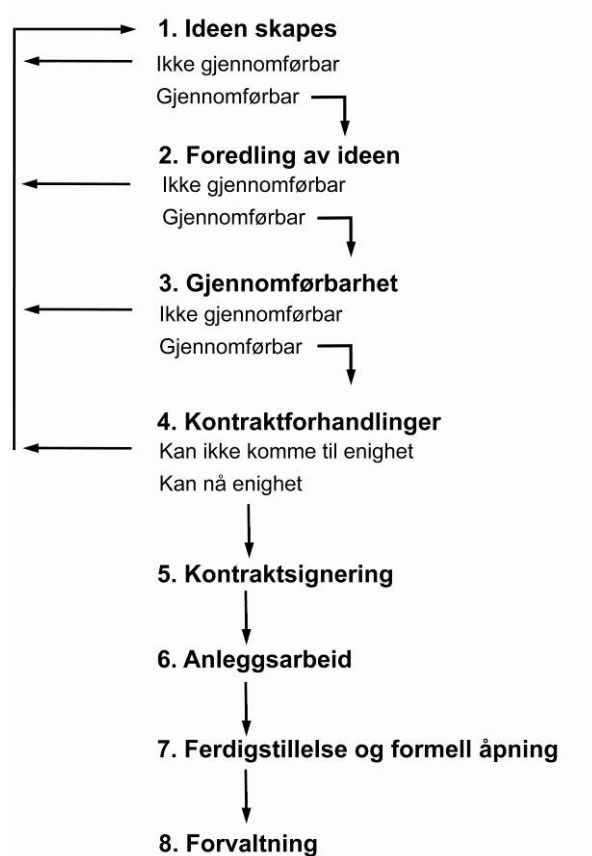 1. Ideen skapes
Ikke gjennomførbar
Gjennomførbar
2. Foredling av ideen
Ikke gjennomførbar
Gjennomførbar
3. Gjennomførbarhet
Ikke gjennomførbar
Gjennomførbar
4. Kontraktforhandlinger
Kan ikke komme til enighet
Kan nå enighet
5. Kontraktsignering
6. Anleggsarbeid
7. Ferdigstillelse og formell åpning
8. Forvaltning